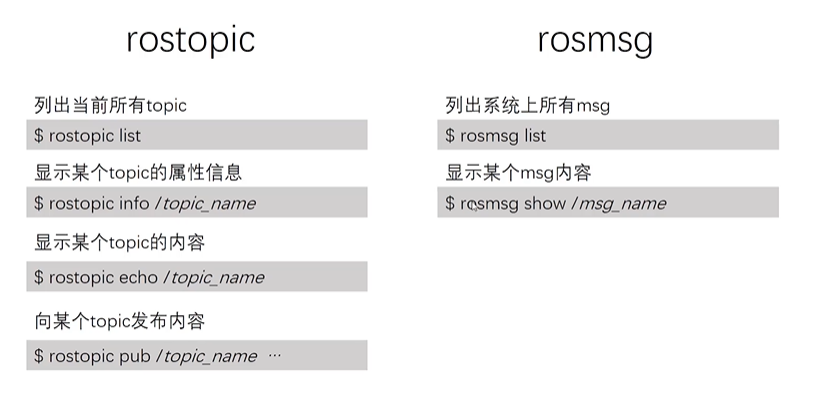 rostopic
列出当前所有topic
$ rostopic list
显示某个topic的属性信息
$ rostopic info /topic_name
显示某个topic的内容
$ rostopic echo /topic_name
向某个topic发布内容
$ rostopic pub /topic_name ···
rosmsg
列出系统上所有msg
$ rosmsg list
显示某个msg内容
$ rosmsg show /msg_name